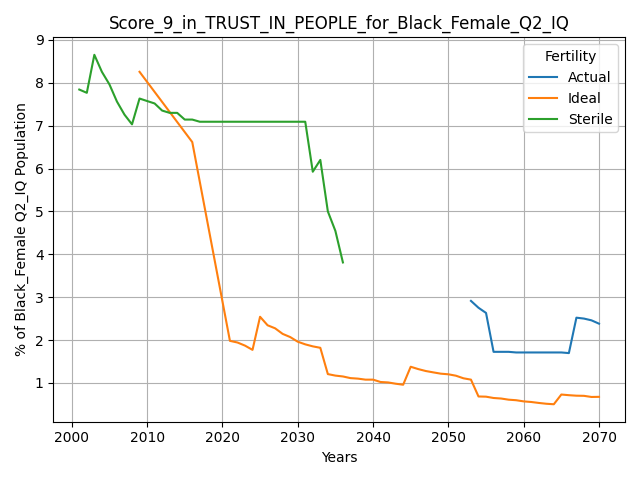 Score_9_in_TRUST_IN_PEOPLE_for_Black_Female_Q2_IQ
% of Black_Female Q2_IQ Population
9
8
7
6
5
4
3
2
1
Fertility
Actual
Ideal
Sterile
2000 2010 2020 2030 2040 2050 2060 2070
Years